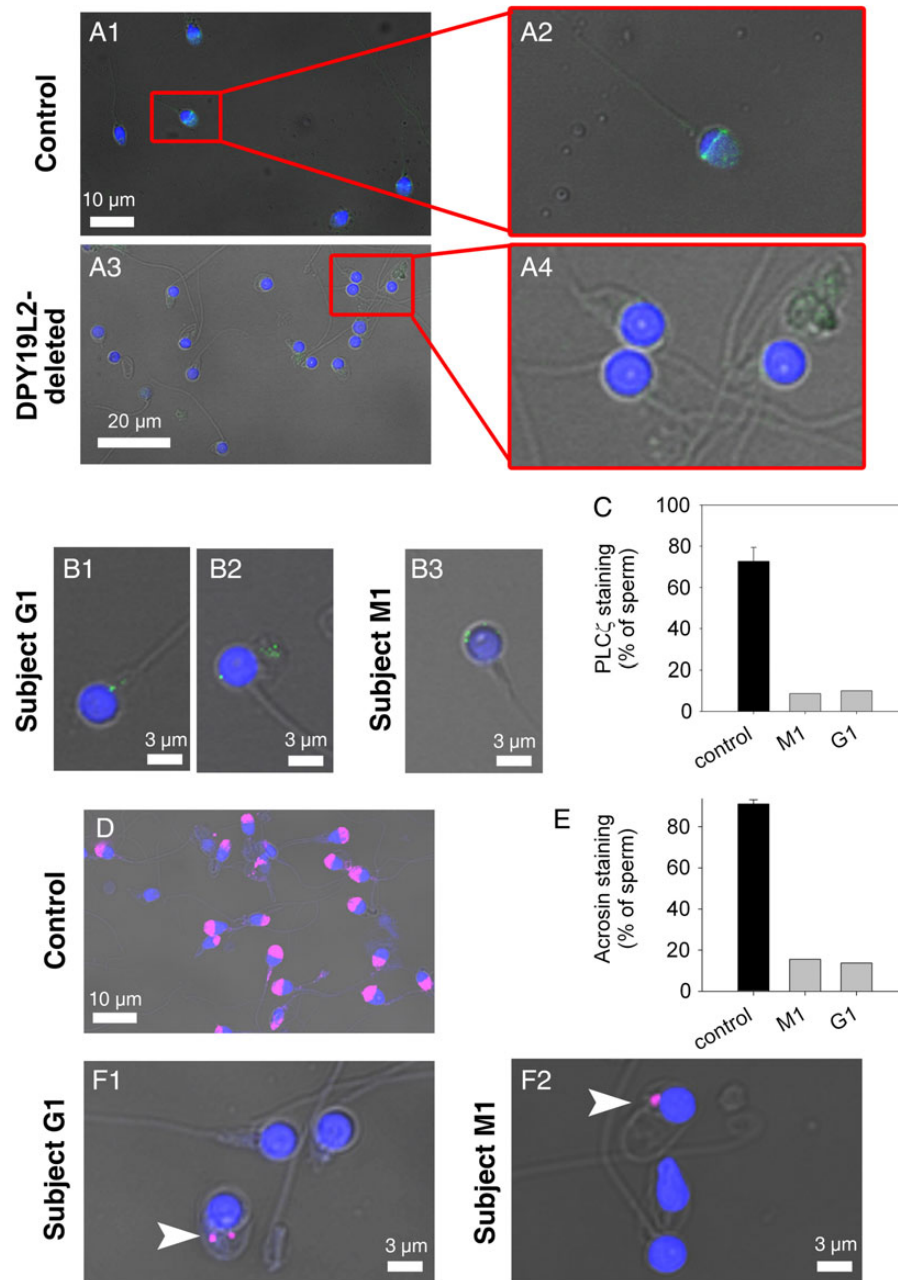 A1
A2
Control
10 μm
A3
A4
DPY19L2-
deleted
20 μm
B1
B2
B3
Subject G1
Subject M1
3 μm
3 μm
3 μm
C
100
80
60
40
20
0
PLCζ staining
(% of sperm)
control
M1
G1
D
Control
10 μm
E
80
60
40
20
0
Acrosin staining
(% of sperm)
control
M1
G1
F1
Subject G1
3 μm
F2
Subject M1
3 μm